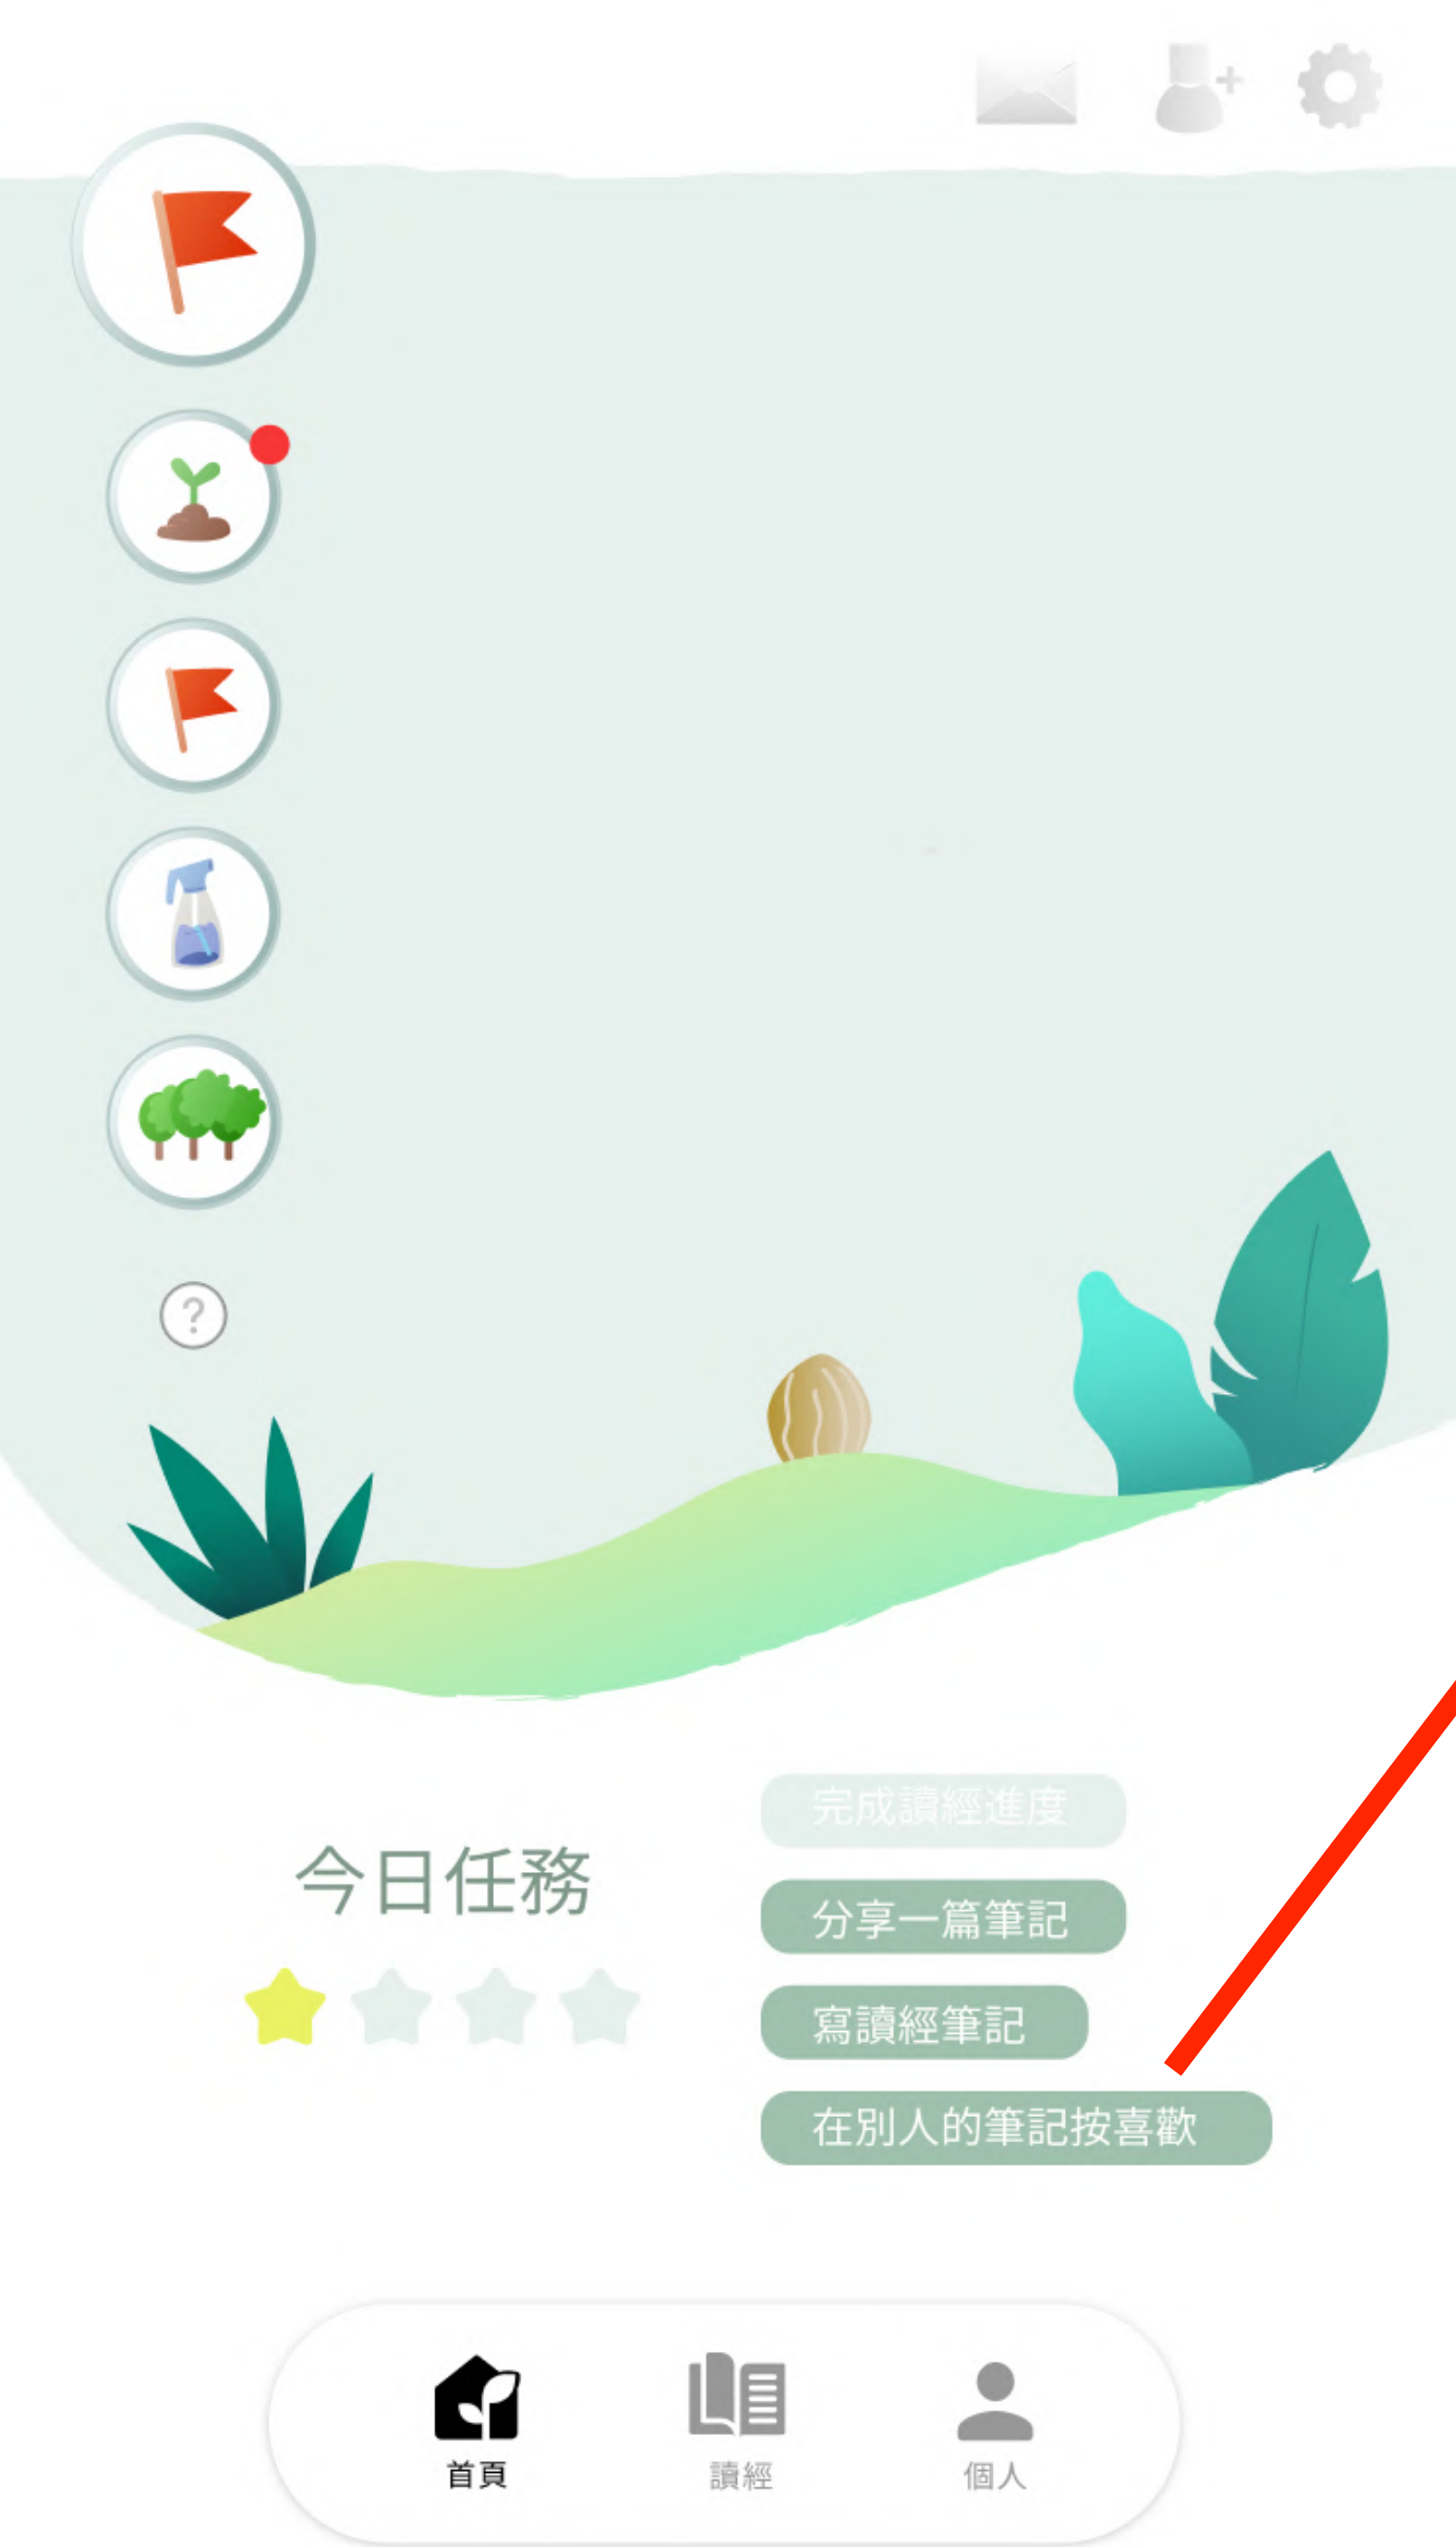 ?
完成讀經進度
今日任務
分享一篇筆記
寫讀經筆記
在別人的筆記按喜歡
首頁
讀經
個人